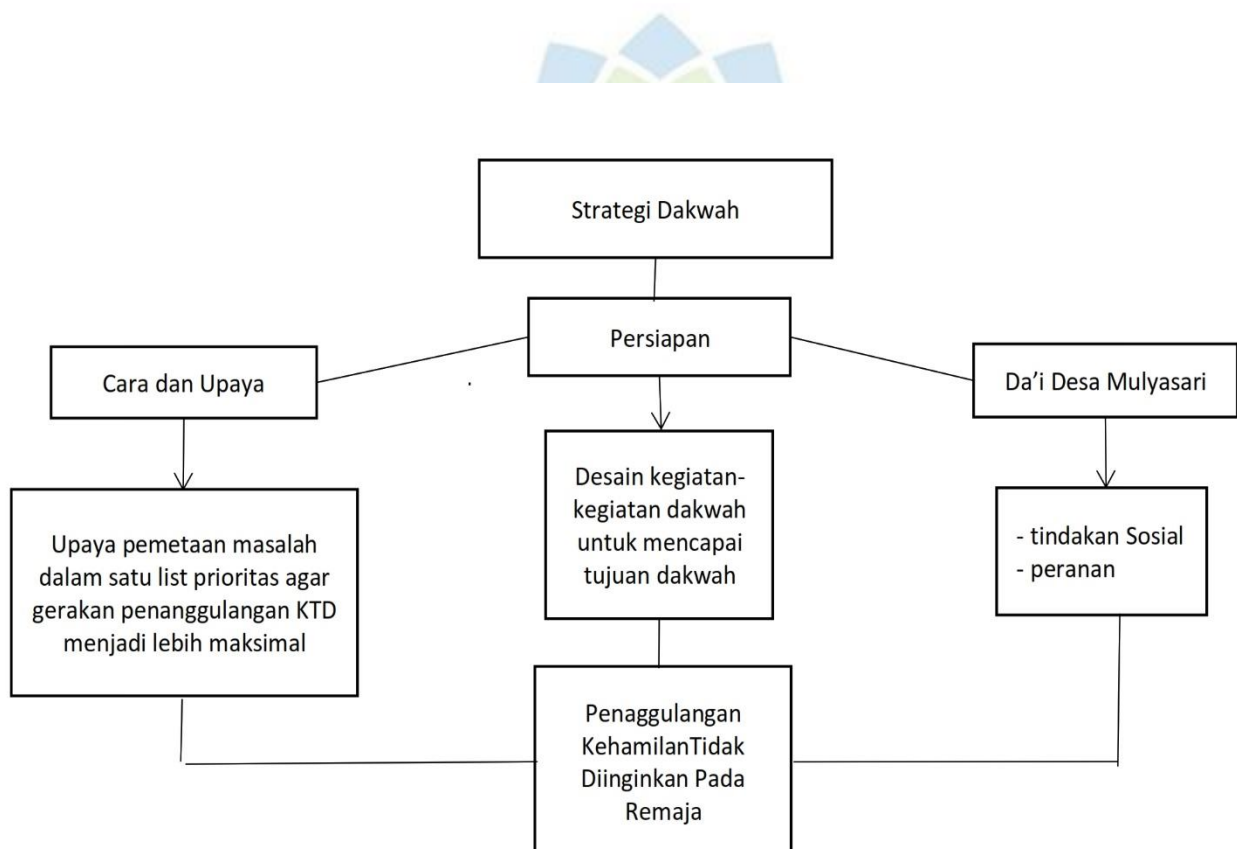 Strategi Dakwah
Persiapan
Cara dan Upaya
Da'i Desa Mulyasari
Upaya pemetaan masalah
dalam satu list prioritas agar
gerakan penanggulangan KTD
menjadi lebih maksimal
Desain kegiatan-
kegiatan dakwah
untuk mencapai
tujuan dakwah
- tindakan Sosial
- peranan
Penaggulangan
KehamilanTidak
Diinginkan Pada
Remaja